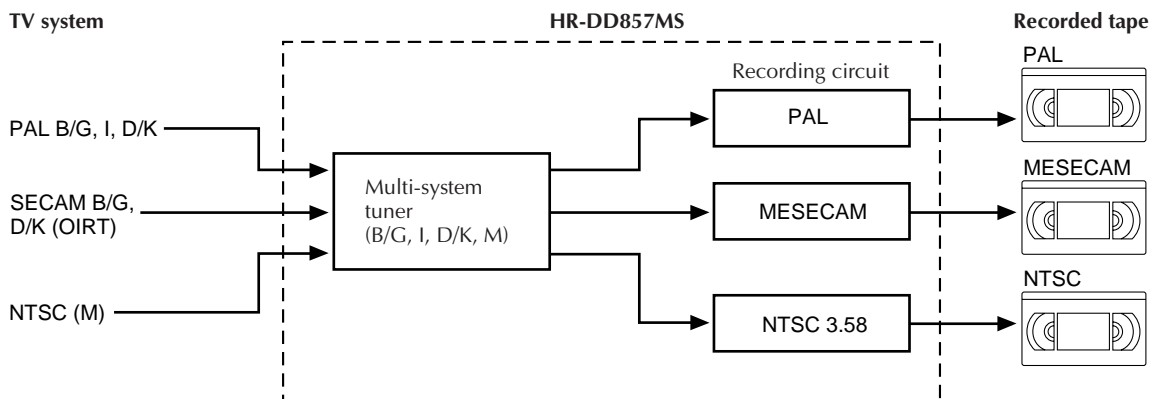 TV system
HR-DD857MS
Recorded tape
PAL B/G, I, D/K
SECAM B/G,
D/K (OIRT)
NTSC (M)
Multi-system
tuner
(B/G, I, D/K, M)
Recording circuit
PAL
MESECAM
NTSC 3.58
PAL
MESECAM
NTSC